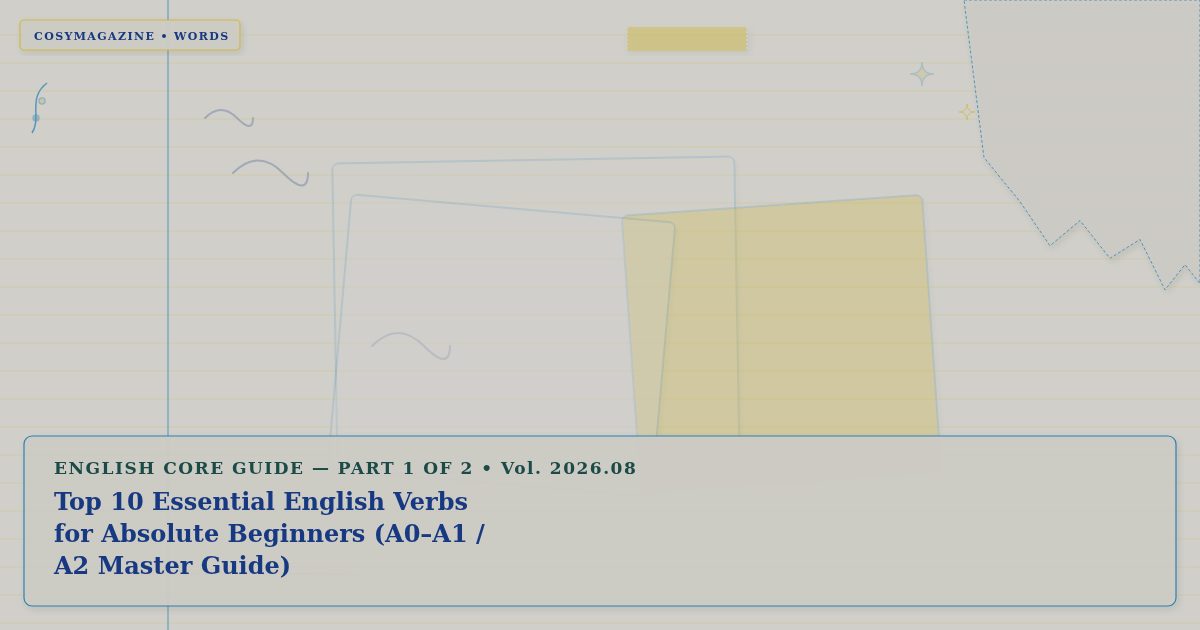 COSYMAGAZINE • WORDS
ENGLISH CORE GUIDE — PART 1 OF 2 • Vol. 2026.08
Top 10 Essential English Verbs
for Absolute Beginners (A0–A1 /
A2 Master Guide)